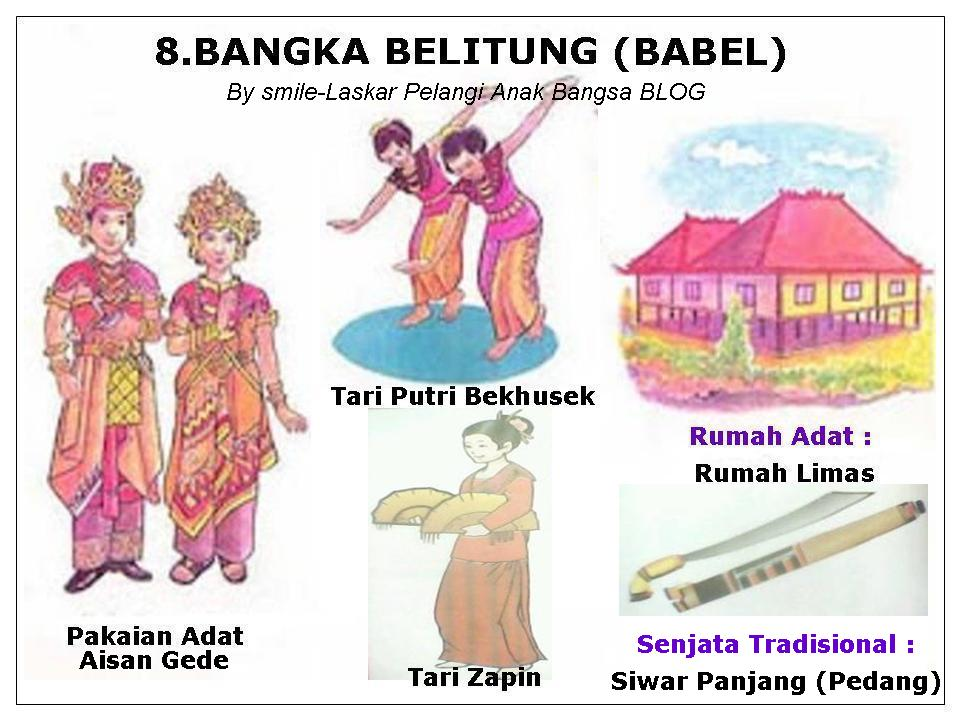 8.BANGKA BELITUNG (BABEL)
By smile-Laskar Pelangi Anak Bangsa BLOG
Tari Putri Bekhusek
Rumah Adat :
Rumah Limas
Pakaian Adat
Aisan Gede
Tari Zapin
Senjata Tradisional :
Siwar Panjang (Pedang)